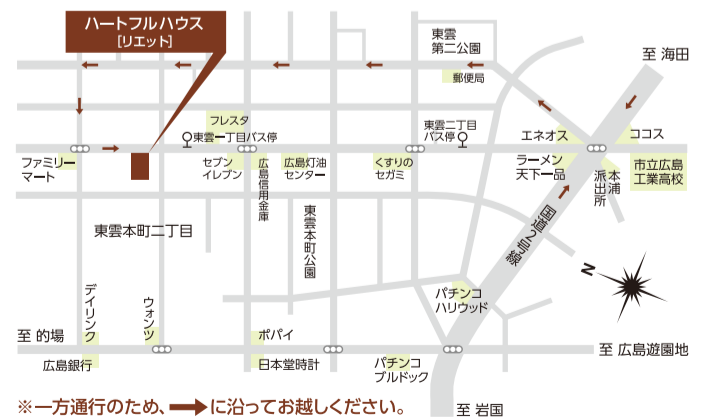 ハートフルハウス
[リエット]
東雲
第二公園
至 海田
郵便局
フレスタ
東雲一丁目バス停
東雲二丁目
バス停
エネオス
ココス
ファミリー
マート
セブン
イレブン
広島信用金庫
広島灯油
センター
くすりの
セガミ
ラーメン
天下一品
本浦
派出所
市立広島
工業高校
東雲本町二丁目
東雲本町公園
国道2号線
N
デイリンク
ウォンツ
パチンコ
ハリウッド
至 的場
ポパイ
至 広島遊園地
広島銀行
日本堂時計
パチンコ
ブルドック
※一方通行のため、➡に沿ってお越しください。
至 岩国